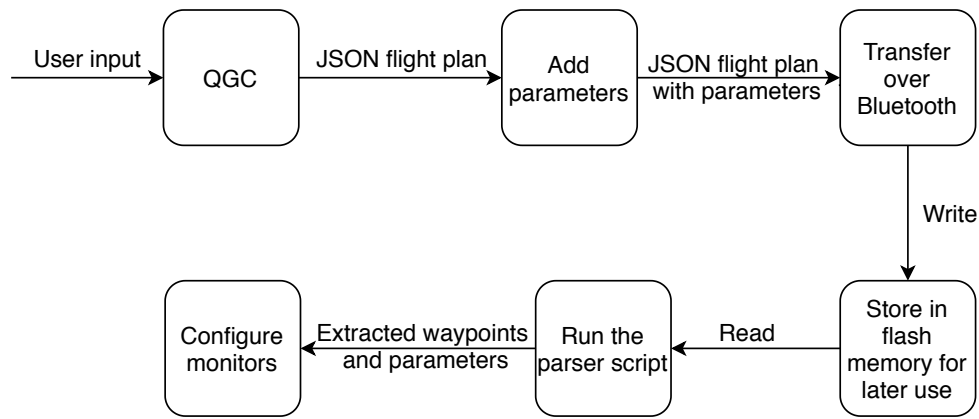 User input
QGC
JSON flight plan
Add
parameters
JSON flight plan
with parameters
Transfer
over
Bluetooth
Write
Store in
flash
memory for
later use
Read
Run the
parser script
Extracted waypoints
and parameters
Configure
monitors